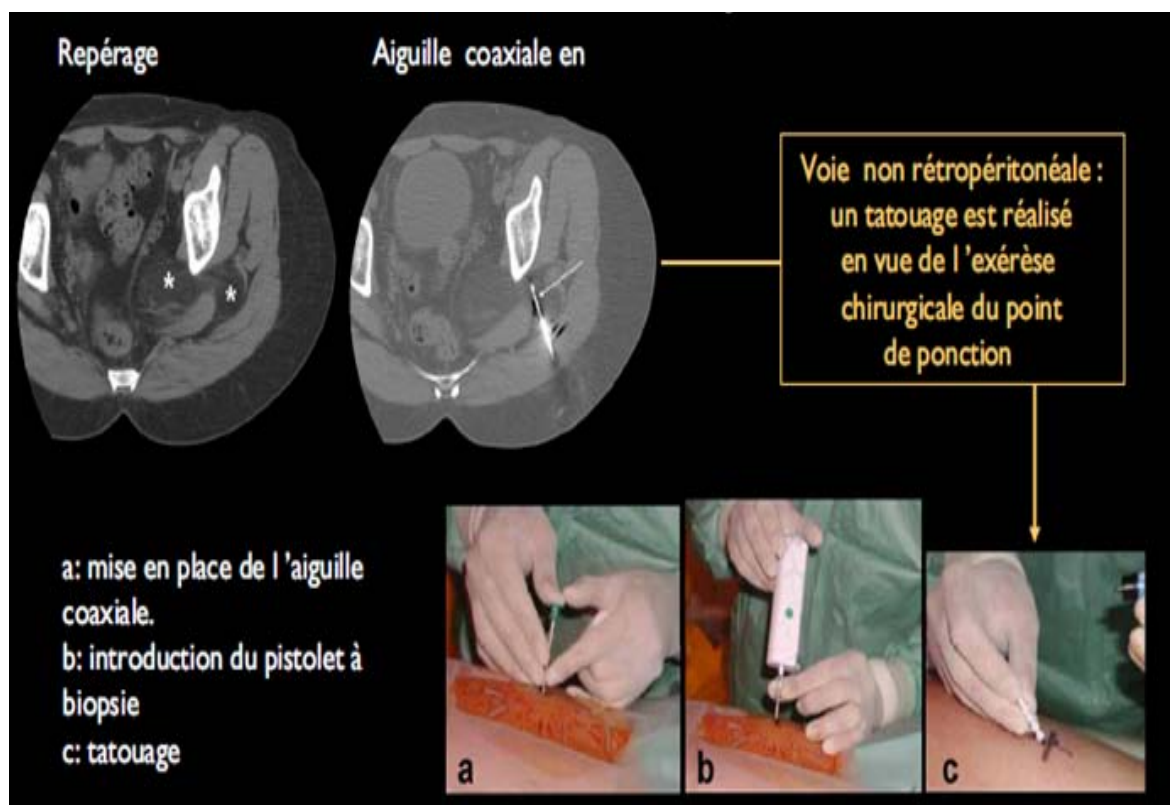 Repérage
Aiguille coaxiale en
Voie non rétropéritonéale :
un tatouage est réalisé
en vue de l 'exérèse
chirurgicale du point
de ponction
*
*
a: mise en place de l 'aiguille
coaxiale.
b: introduction du pistolet à
biopsie
c: tatouage
a
b
c